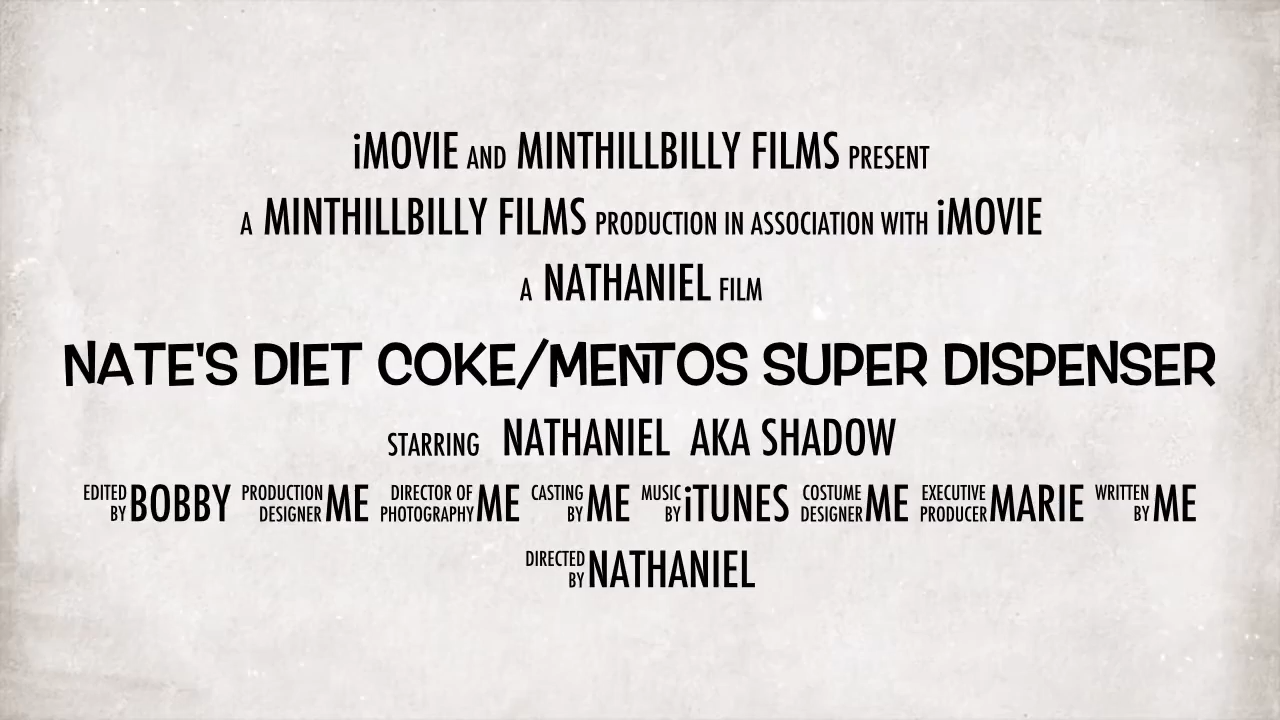 iMOVIE AND MINTHILLBILLY FILMS PRESENT
A MINTHILLBILLY FILMS PRODUCTION IN ASSOCIATION WITH iMOVIE
A NATHANIEL FILM
NATE'S DIET COKE/MENTOS SUPER DISPENSER
STARRING NATHANIEL AKA SHADOW
EDITED BY BOBBY PRODUCTION DESIGNER ME DIRECTOR OF PHOTOGRAPHY ME CASTING BY ME MUSIC BY iTUNES COSTUME DESIGNER ME EXECUTIVE PRODUCER MARIE WRITTEN BY ME
DIRECTED BY NATHANIEL